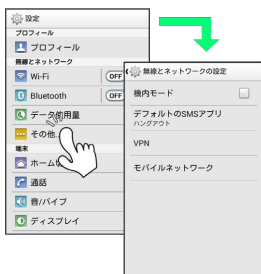 設定
プロフィール
プロフィール
無線とネットワーク
Wi-Fi
OFF
Bluetooth
OFF
データ使用量
その他
端末
ホーム
通話
音/バイブ
ディスプレイ
無線とネットワークの設定
機内モード
デフォルトのSMSアプリ
ハングアウト
VPN
モバイルネットワーク